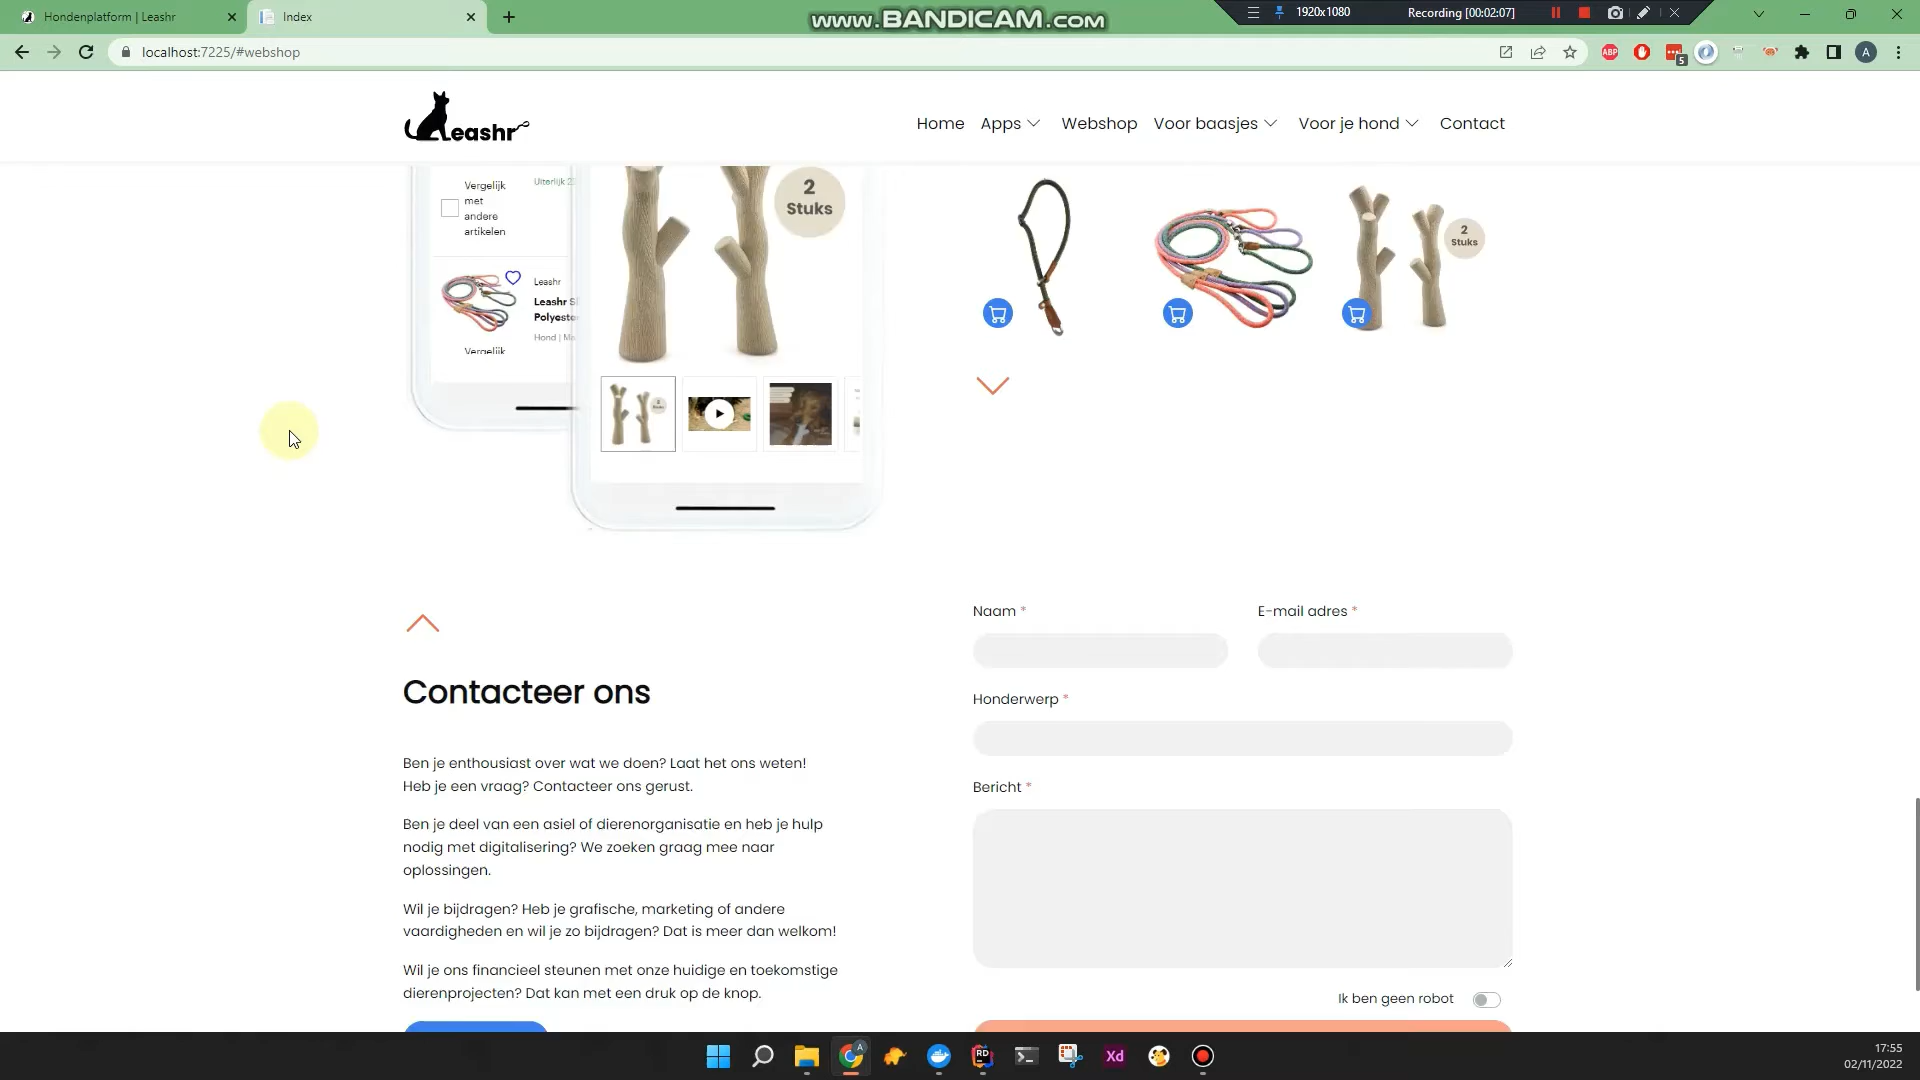 Hondenplatform | Leashr
Index
www.BANDICAM.com
1920x1080
Recording [00:02:07]
localhost:7225/#webshop
ABP
5
A
eashr
Home
Apps
Webshop
Voor baasjes
Voor je hond
Contact
Vergelijk
met
andere
artikelen
2
Stuks
Leashr
Hond
Vergelijk
2
Stuks
Contacteer ons
Ben je enthousiast over wat we doen? Laat het ons weten!
Heb je een vraag? Contacteer ons gerust.
Ben je deel van een asiel of dierenorganisatie en heb je hulp
nodig met digitalisering? We zoeken graag mee naar
oplossingen.
Wil je bijdragen? Heb je grafische, marketing of andere
vaardigheden en wil je zo bijdragen? Dat is meer dan welkom!
Wil je ons financieel steunen met onze huidige en toekomstige
dierenprojecten? Dat kan met een druk op de knop.
Naam *
E-mail adres *
Honderwerp *
Bericht *
Ik ben geen robot
A
RD
Xd
17:55
02/11/2022